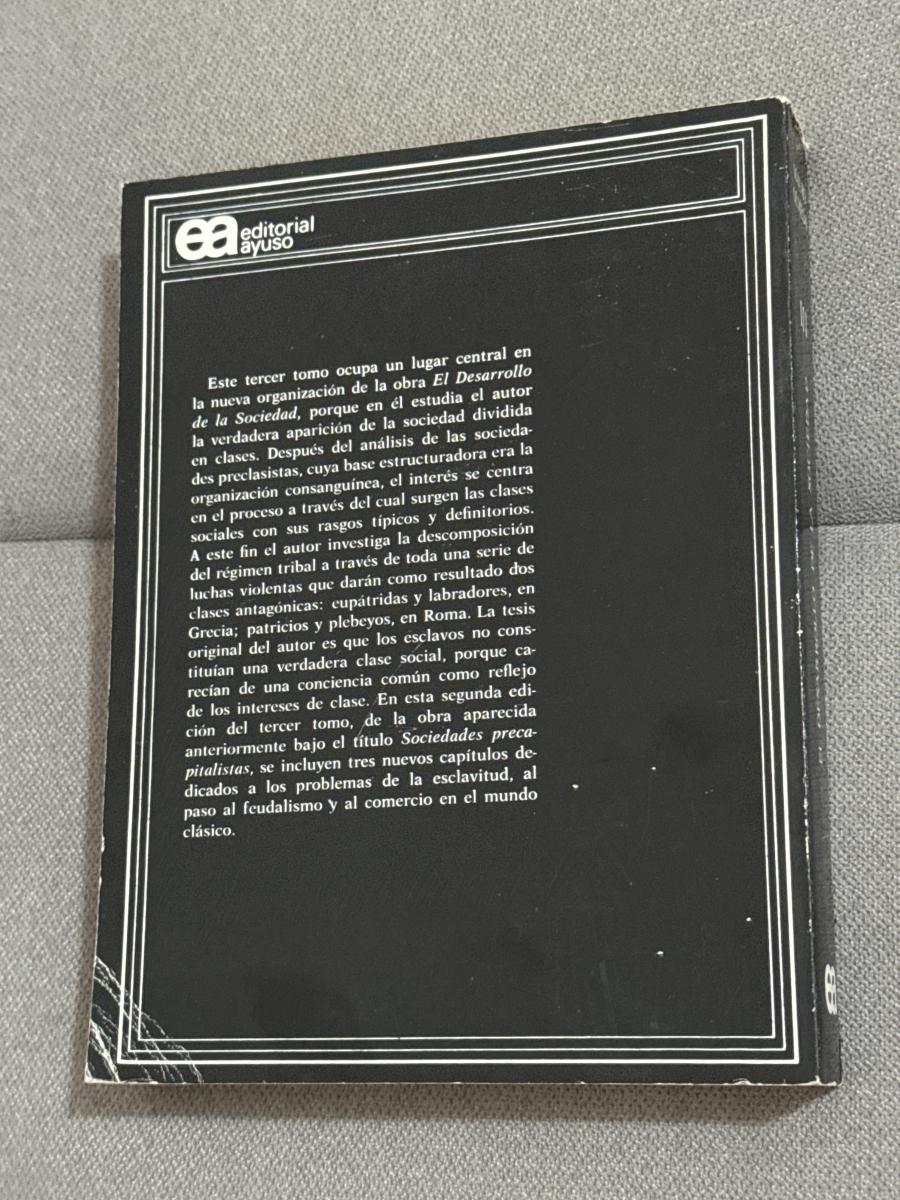 ea editorial
ayuso
Este tercer tomo ocupa un lugar central en
la nueva organización de la obra El Desarrollo
de la Sociedad, porque en él estudia el autor
la verdadera aparición de la sociedad dividida
en clases. Después del análisis de las socieda-
des preclasistas, cuya base estructuradora era la
organización consanguínea, el interés se centra
en el proceso a través del cual surgen las clases
sociales con sus rasgos típicos y definitorios.
A este fin el autor investiga la descomposición
del régimen tribal a través de toda una serie de
luchas violentas que darán como resultado dos
clases antagónicas: eupátridas y labradores, en
Grecia; patricios y plebeyos, en Roma. La tesis
original del autor es que los esclavos no cons-
tituían una verdadera clase social, porque ca-
recían de una conciencia común como reflejo
de los intereses de clase. En esta segunda edi-
ción del tercer tomo, de la obra aparecida
anteriormente bajo el título Sociedades preca-
pitalistas, se incluyen tres nuevos capítulos de-
dicados a los problemas de la esclavitud, al
paso al feudalismo y al comercio en el mundo
clásico.
ea